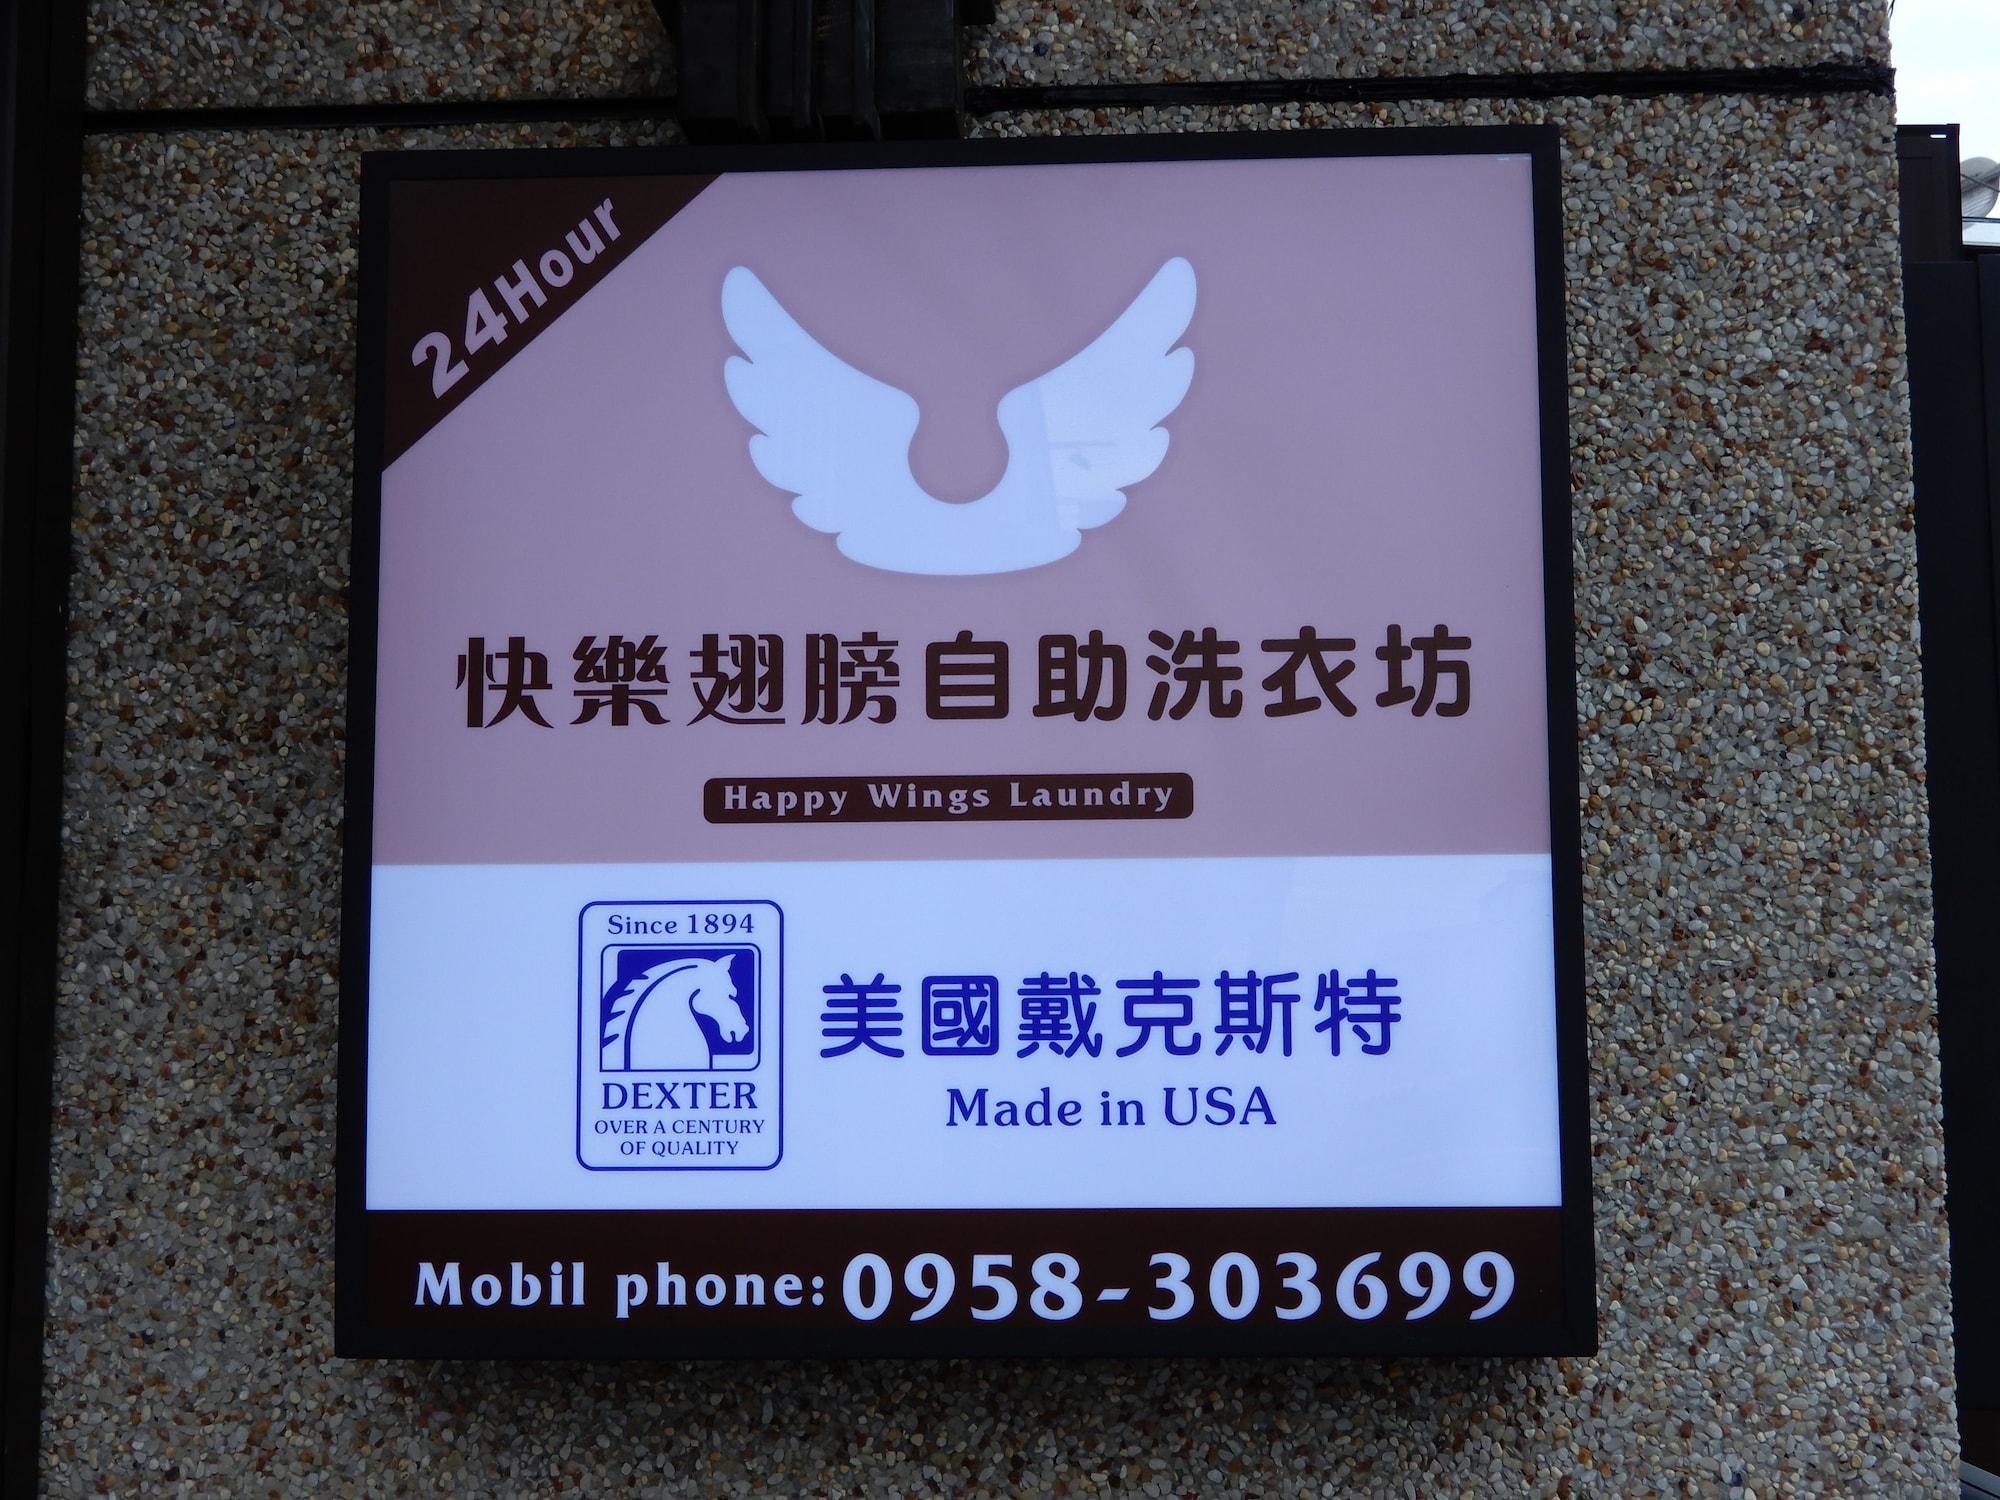 24Hour
快樂翅膀自助洗衣坊
Happy Wings Laundry
Since 1894
DEXTER
OVER A CENTURY
OF QUALITY
美國戴克斯特
Made in USA
Mobil phone:0958-303699